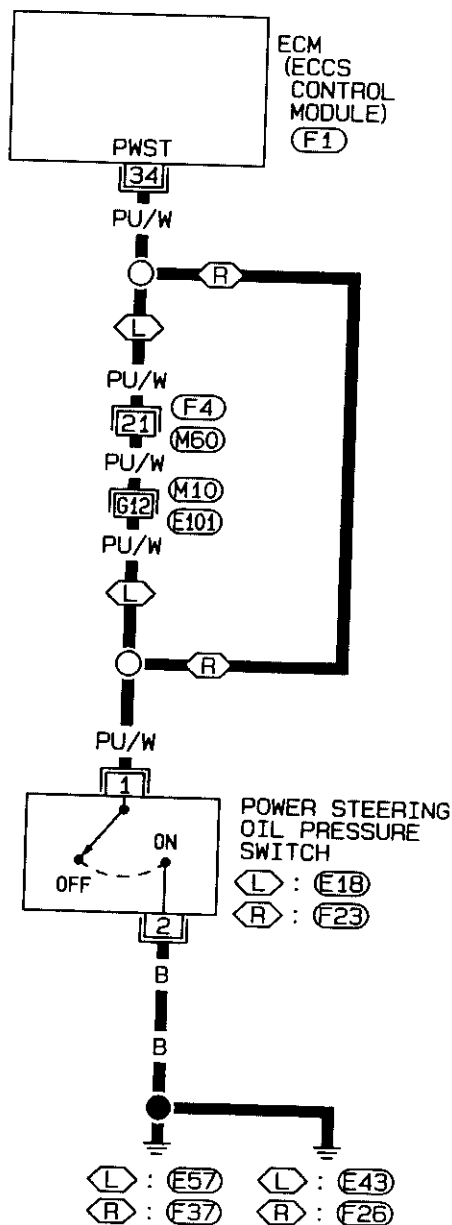 ECM
(ECCS
CONTROL
MODULE)
F1
PWST
34
PU/W
R
L
PU/W
21
F4
M60
PU/W
G12
M10
E101
PU/W
L
R
PU/W
1
OFF
ON
2
POWER STEERING
OIL PRESSURE
SWITCH
L : E18
R : F23
B
B
L : E57
R : F37
L : E43
R : F26